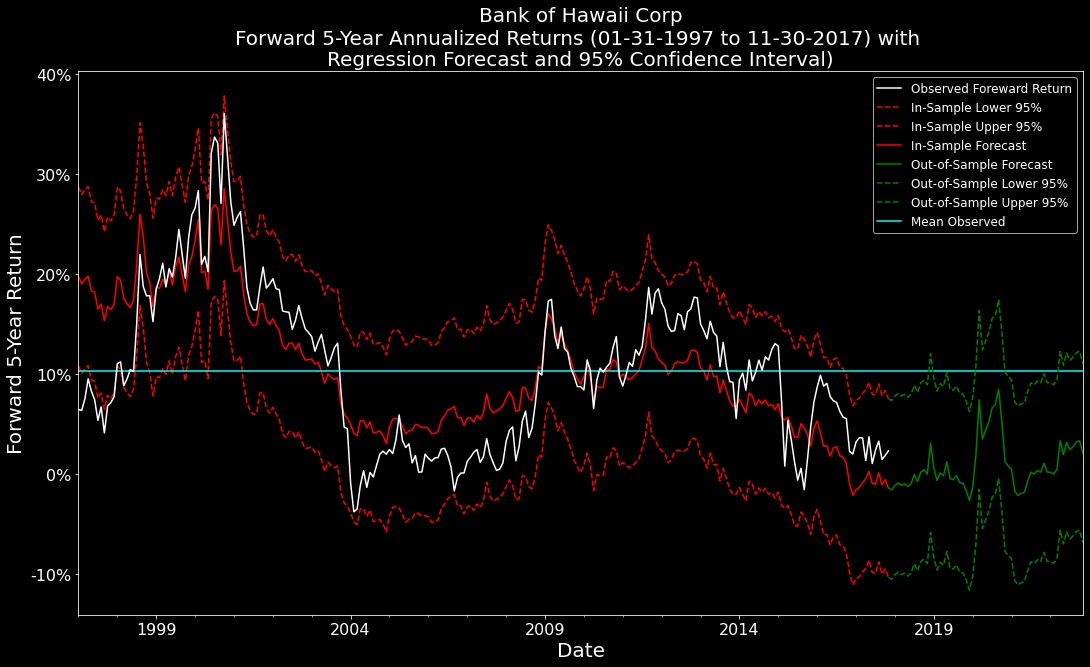 Bank of Hawaii Corp
Forward 5-Year Annualized Returns (01-31-1997 to 11-30-2017) with
Regression Forecast and 95% Confidence Interval)
Observed Foreward Return
In-Sample Lower 95%
In-Sample Upper 95%
In-Sample Forecast
Out-of-Sample Forecast
Out-of-Sample Lower 95%
Out-of-Sample Upper 95%
Mean Observed
Forward 5-Year Return
40%
30%
20%
10%
0%
-10%
1999
2004
2009
2014
2019
Date